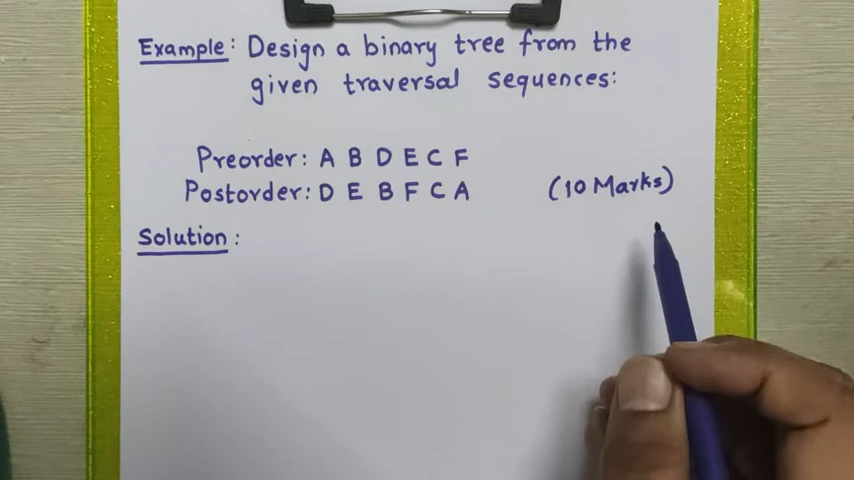 Example: Design a binary tree from the
given traversal sequences:
Preorder: A B D E C F
Postorder: D E B F C A (10 Marks)
Solution: